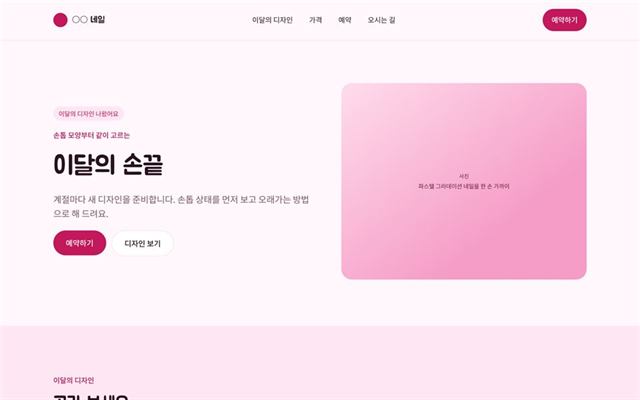 ○○ 네일
이달의 디자인
가격
예약
오시는 길
예약하기
이달의 디자인 나왔어요
손톱 모양부터 같이 고르는
이달의 손끝
계절마다 새 디자인을 준비합니다. 손톱 상태를 먼저 보고 오래가는 방법
으로 해 드려요.
예약하기
디자인 보기
사진
파스텔 그라데이션 네일을 한 손 가까이
이달의 디자인